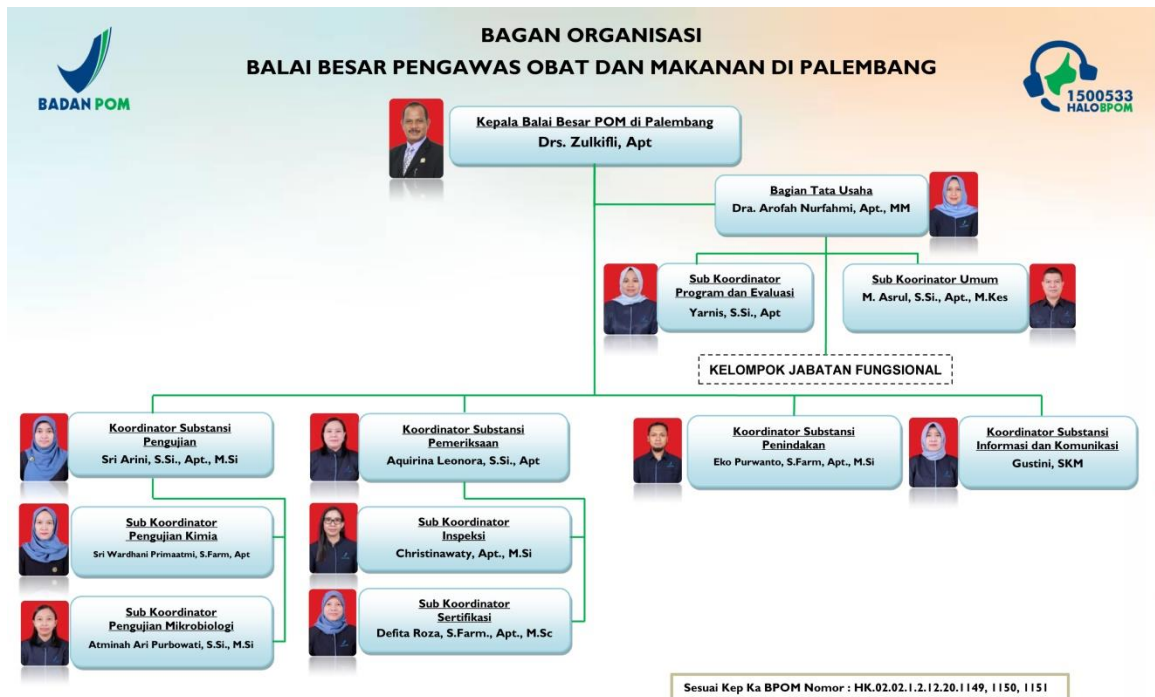 BAGAN ORGANISASI
BALAI BESAR PENGAWAS OBAT DAN MAKANAN DI PALEMBANG
BADAN POM
1500533
HALOBPOM
Kepala Balai Besar POM di Palembang
Drs. Zulkifli, Apt
Bagian Tata Usaha
Dra. Arofah Nurfahmi, Apt., MM
Sub Koordinator
Program dan Evaluasi
Yarnis, S.Si., Apt
Sub Koorinator Umum
M. Asrul, S.Si., Apt., M.Kes
KELOMPOK JABATAN FUNGSIONAL
Koordinator Substansi
Pengujian
Sri Arini, S.Si., Apt., M.Si
Koordinator Substansi
Pemeriksaan
Aquirina Leonora, S.Si., Apt
Koordinator Substansi
Penindakan
Eko Purwanto, S.Farm, Apt., M.Si
Koordinator Substansi
Informasi dan Komunikasi
Gustini, SKM
Sub Koordinator
Pengujian Kimia
Sri Wardhani Primaatmi, S.Farm, Apt
Sub Koordinator
Inspeksi
Christinawaty, Apt., M.Si
Sub Koordinator
Pengujian Mikrobiologi
Atminah Ari Purbowati, S.Si., M.Si
Sub Koordinator
Sertifikasi
Defita Roza, S.Farm., Apt., M.Sc
Sesuai Kep Ka BPOM Nomor : HK.02.02.1.2.12.20.1149, 1150, 1151